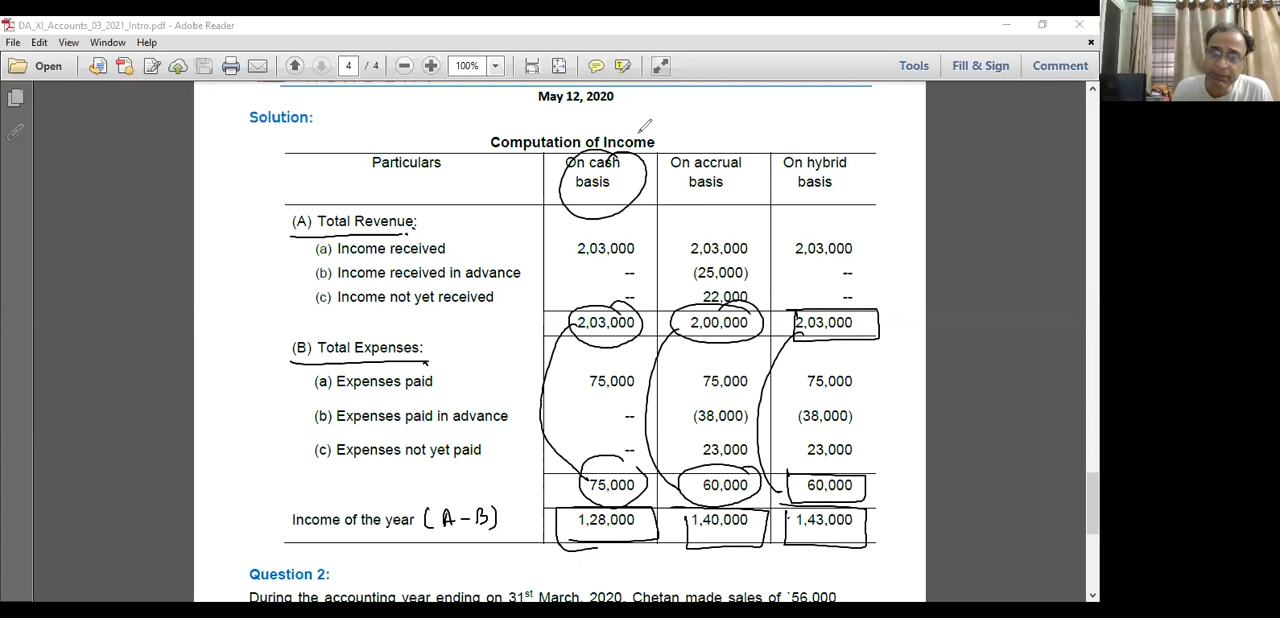 DA_XI_Accounts_03_2021_Intro.pdf - Adobe Reader
File Edit View Window Help
Open 4 / 4 100% Tools Fill & Sign Comment
May 12, 2020
Solution:
Computation of Income
Particulars On cash basis On accrual basis On hybrid basis
(A) Total Revenue:
(a) Income received 2,03,000 2,03,000 2,03,000
(b) Income received in advance -- (25,000) --
(c) Income not yet received -- 22,000 --
2,03,000 2,00,000 2,03,000
(B) Total Expenses:
(a) Expenses paid 75,000 75,000 75,000
(b) Expenses paid in advance -- (38,000) (38,000)
(c) Expenses not yet paid -- 23,000 23,000
75,000 60,000 60,000
Income of the year (A-B) 1,28,000 1,40,000 1,43,000
Question 2:
During the accounting year ending on 31st March, 2020, Chetan made sales of `56,000